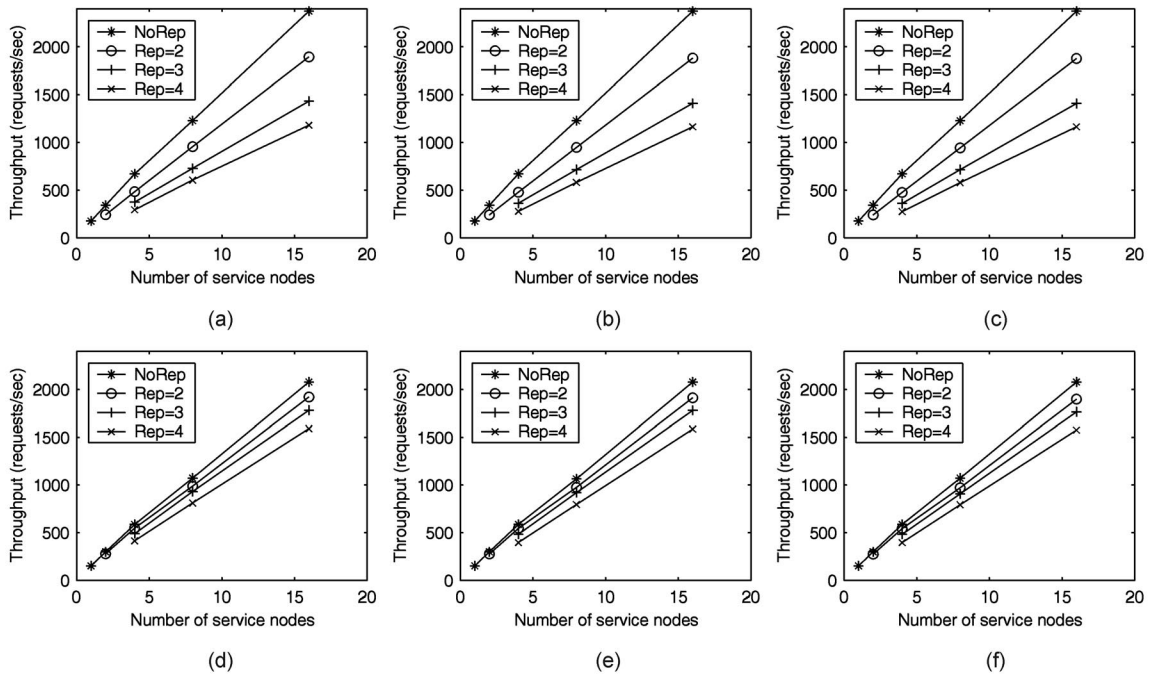 NoRep
Rep=2
Rep=3
Rep=4
Throughput (requests/sec)
0
500
1000
1500
2000
0 5 10 15 20
Number of service nodes
(a)
NoRep
Rep=2
Rep=3
Rep=4
Throughput (requests/sec)
0
500
1000
1500
2000
0 5 10 15 20
Number of service nodes
(b)
NoRep
Rep=2
Rep=3
Rep=4
Throughput (requests/sec)
0
500
1000
1500
2000
0 5 10 15 20
Number of service nodes
(c)
NoRep
Rep=2
Rep=3
Rep=4
Throughput (requests/sec)
0
500
1000
1500
2000
0 5 10 15 20
Number of service nodes
(d)
NoRep
Rep=2
Rep=3
Rep=4
Throughput (requests/sec)
0
500
1000
1500
2000
0 5 10 15 20
Number of service nodes
(e)
NoRep
Rep=2
Rep=3
Rep=4
Throughput (requests/sec)
0
500
1000
1500
2000
0 5 10 15 20
Number of service nodes
(f)